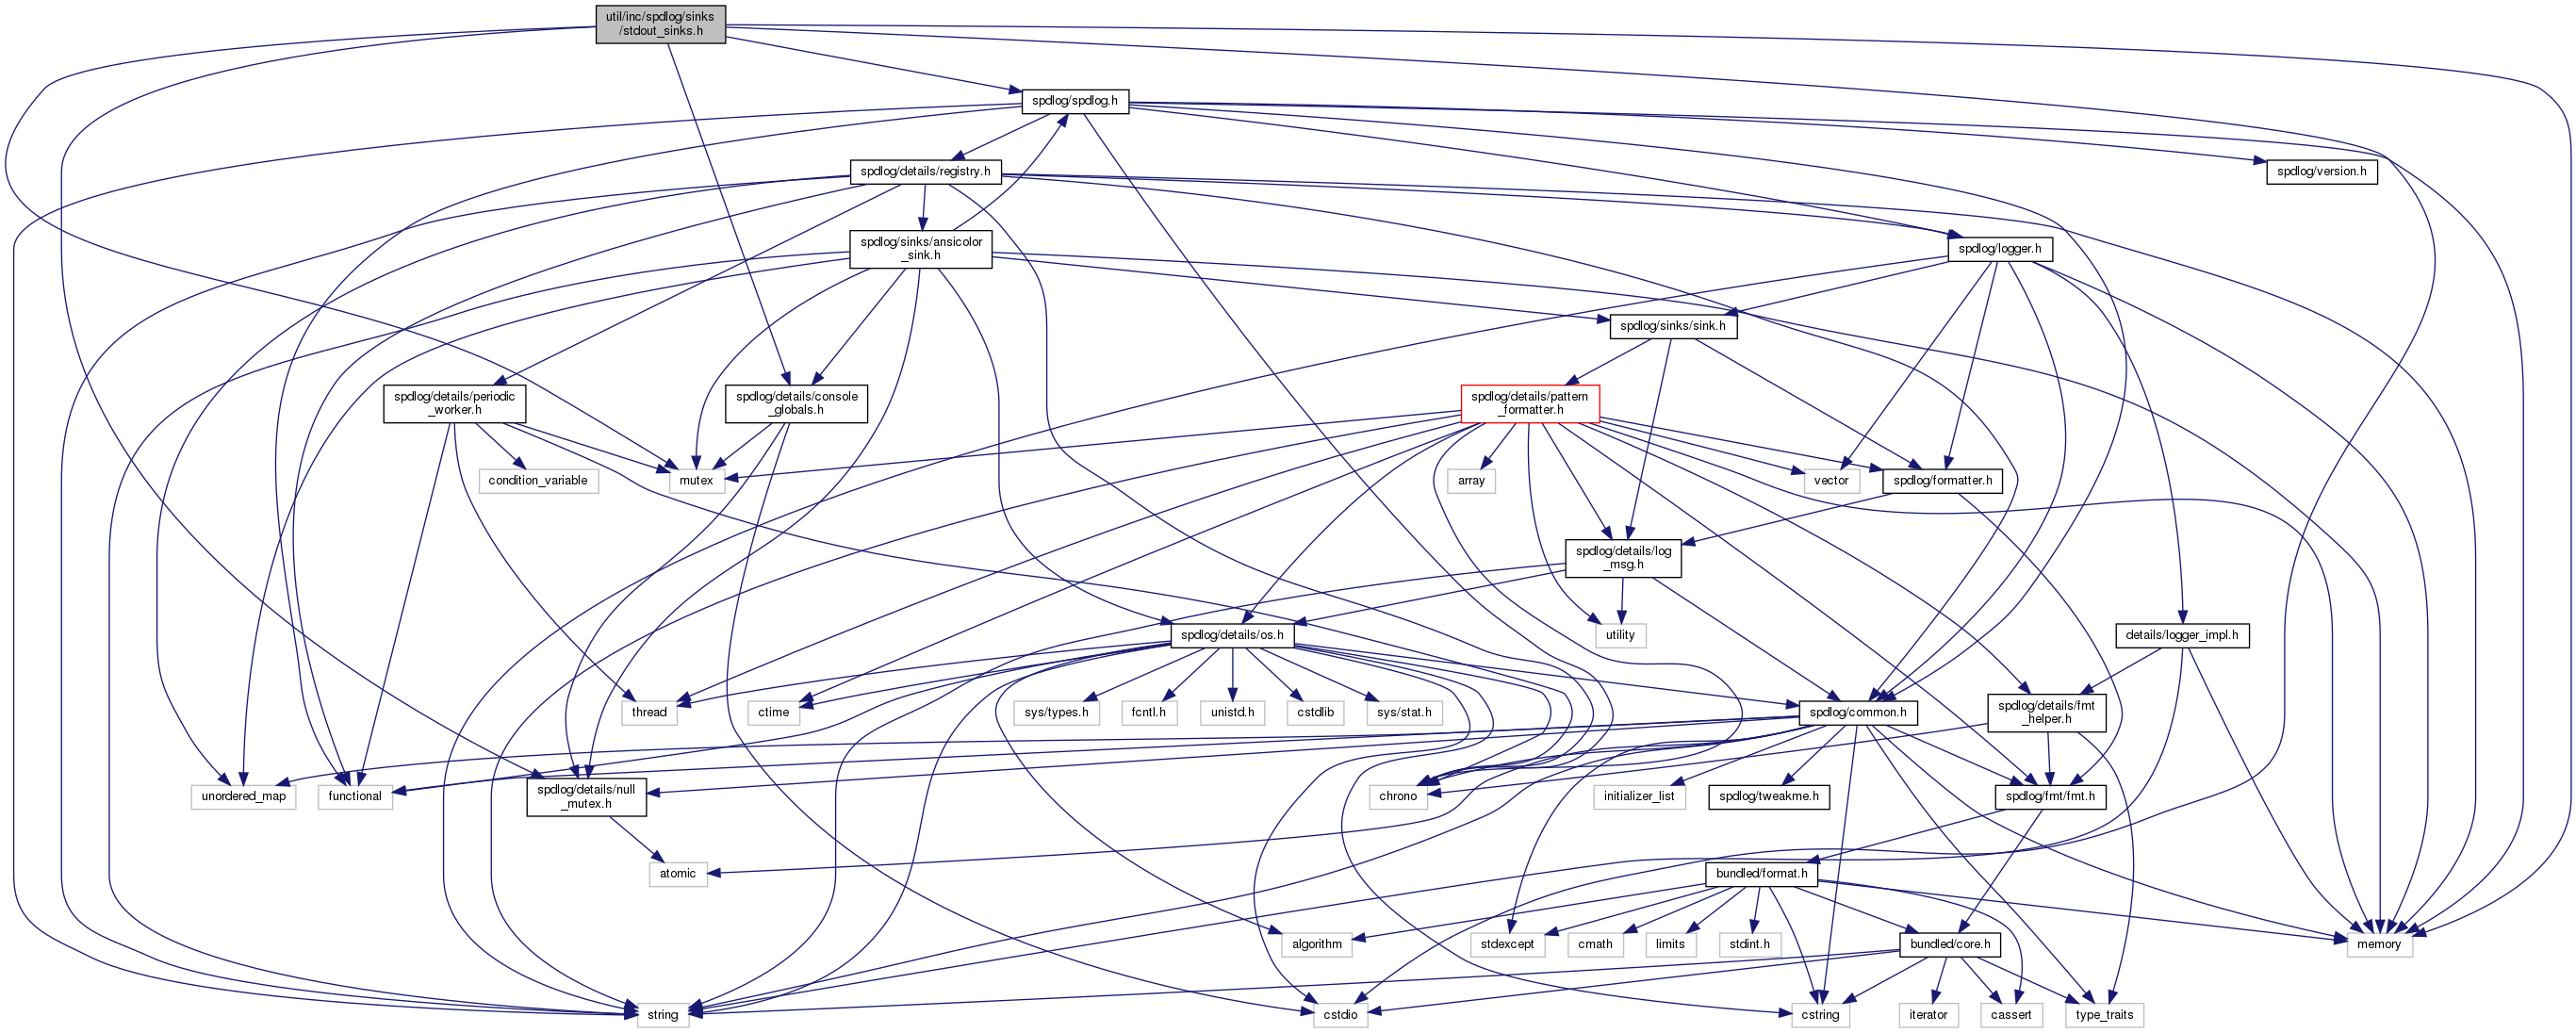 util/inc/spdlog/sinks
/stdout_sinks.h
spdlog/spdlog.h
spdlog/details/registry.h
spdlog/version.h
spdlog/sinks/ansicolor
_sink.h
spdlog/logger.h
spdlog/sinks/sink.h
spdlog/details/periodic
_worker.h
spdlog/details/console
_globals.h
spdlog/details/pattern
_formatter.h
condition_variable
mutex
array
vector
spdlog/formatter.h
spdlog/details/log
_msg.h
spdlog/details/os.h
utility
details/logger_impl.h
thread
ctime
sys/types.h
fcntl.h
unistd.h
cstdlib
sys/stat.h
spdlog/common.h
spdlog/details/fmt
_helper.h
unordered_map
functional
spdlog/details/null
_mutex.h
chrono
initializer_list
spdlog/tweakme.h
spdlog/fmt/fmt.h
atomic
bundled/format.h
algorithm
stdexcept
cmath
limits
stdint.h
bundled/core.h
memory
string
cstdio
cstring
iterator
cassert
type_traits